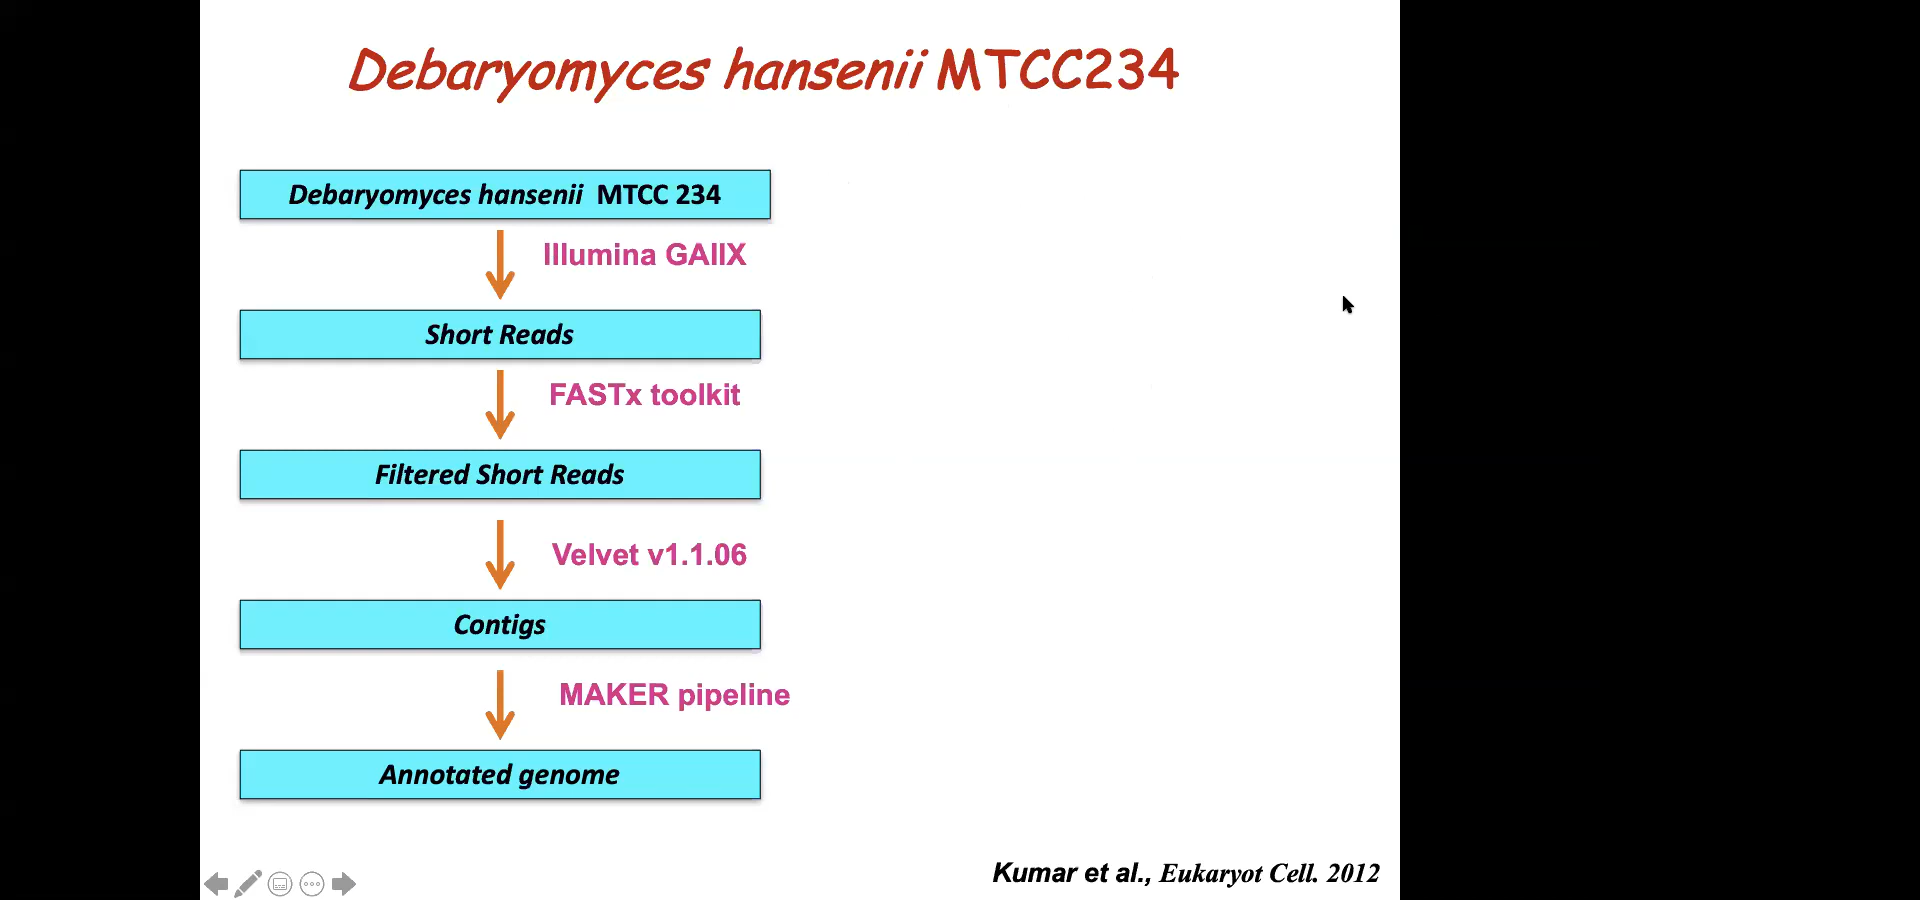 Debaryomyces hansenii MTCC234
Debaryomyces hansenii MTCC 234
Illumina GAIIX
Short Reads
FASTx toolkit
Filtered Short Reads
Velvet v1.1.06
Contigs
MAKER pipeline
Annotated genome
Kumar et al., Eukaryot Cell. 2012